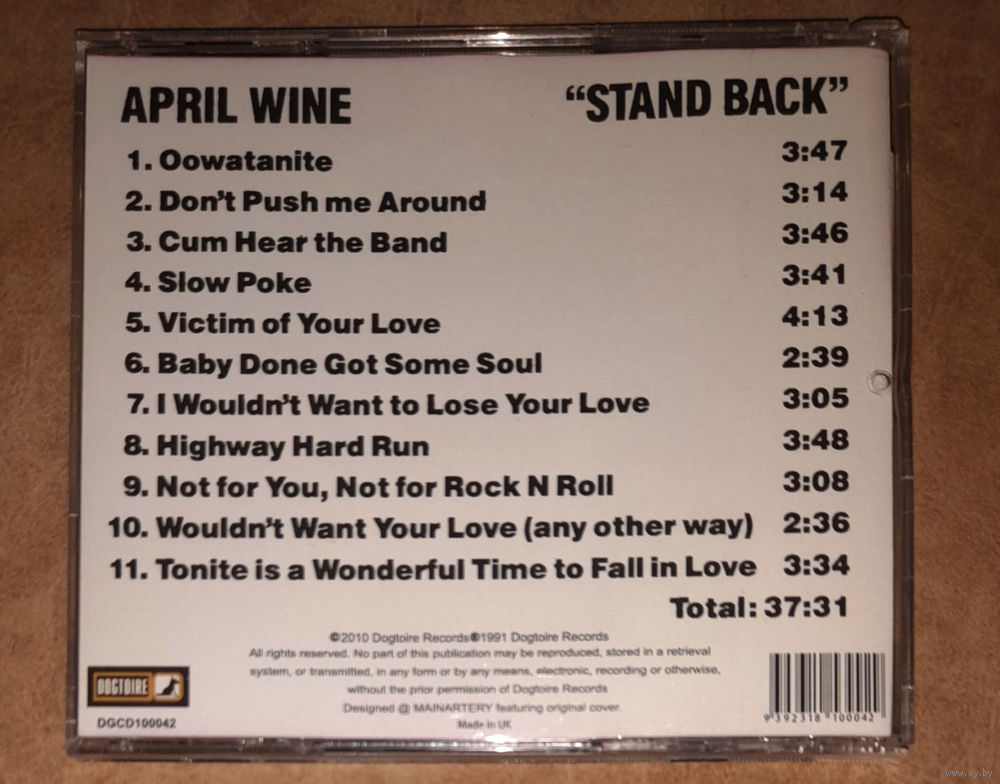 APRIL WINE "STAND BACK"
1. Oowatanite 3:47
2. Don't Push me Around 3:14
3. Cum Hear the Band 3:46
4. Slow Poke 3:41
5. Victim of Your Love 4:13
6. Baby Done Got Some Soul 2:39
7. I Wouldn't Want to Lose Your Love 3:05
8. Highway Hard Run 3:48
9. Not for You, Not for Rock N Roll 3:08
10. Wouldn't Want Your Love (any other way) 2:36
11. Tonite is a Wonderful Time to Fall in Love 3:34
Total: 37:31
©2010 Dogtoire Records®1991 Dogtoire Records
All rights reserved. No part of this publication may be reproduced, stored in a retrieval
system, or transmitted, in any form or by any means, electronic, recording or otherwise,
without the prior permission of Dogtoire Records
Designed @ MAINARTERY featuring original cover.
Made in UK
DOGTOIRE
DGCD100042
9 392318 100042
www.ay.by